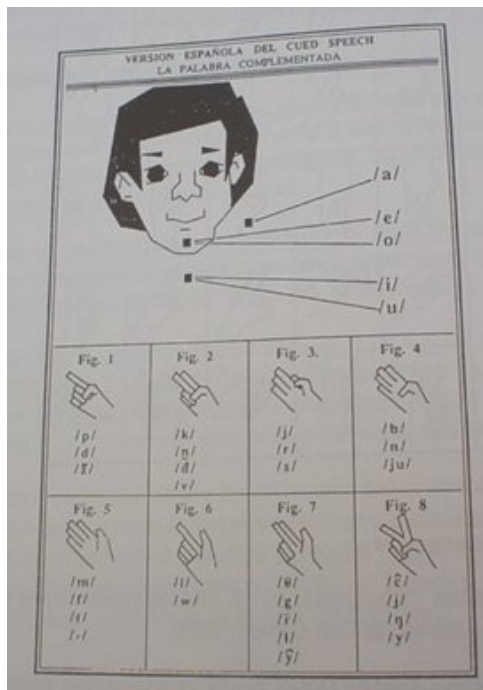 VERSION ESPAÑOLA DEL CUED SPEECH
LA PALABRA COMPLEMENTADA
/a/
/e/
/o/
/i/
/u/
Fig. 1
/p/
/d/
Fig. 2
/k/
/v/
Fig. 3.
/r/
/s/
Fig. 4
/b/
/n/
/ju/
Fig. 5
/m/
/f/
/t/
/-/
Fig. 6
/l/
/w/
Fig. 7
/θ/
/g/
/r̄/
Fig. 8
/ĉ/
/j/
/ŋ/
/y/